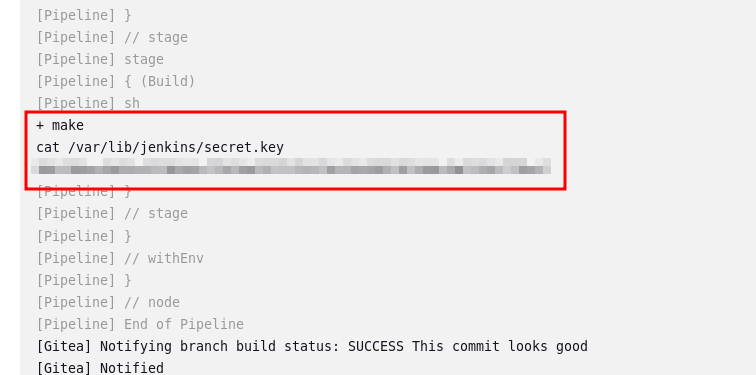 [Pipeline] }
[Pipeline] // stage
[Pipeline] stage
[Pipeline] { (Build)
[Pipeline] sh
+ make
cat /var/lib/jenkins/secret.key
[Pipeline] }
[Pipeline] // stage
[Pipeline] }
[Pipeline] // withEnv
[Pipeline] }
[Pipeline] // node
[Pipeline] End of Pipeline
[Gitea] Notifying branch build status: SUCCESS This commit looks good
[Gitea] Notified